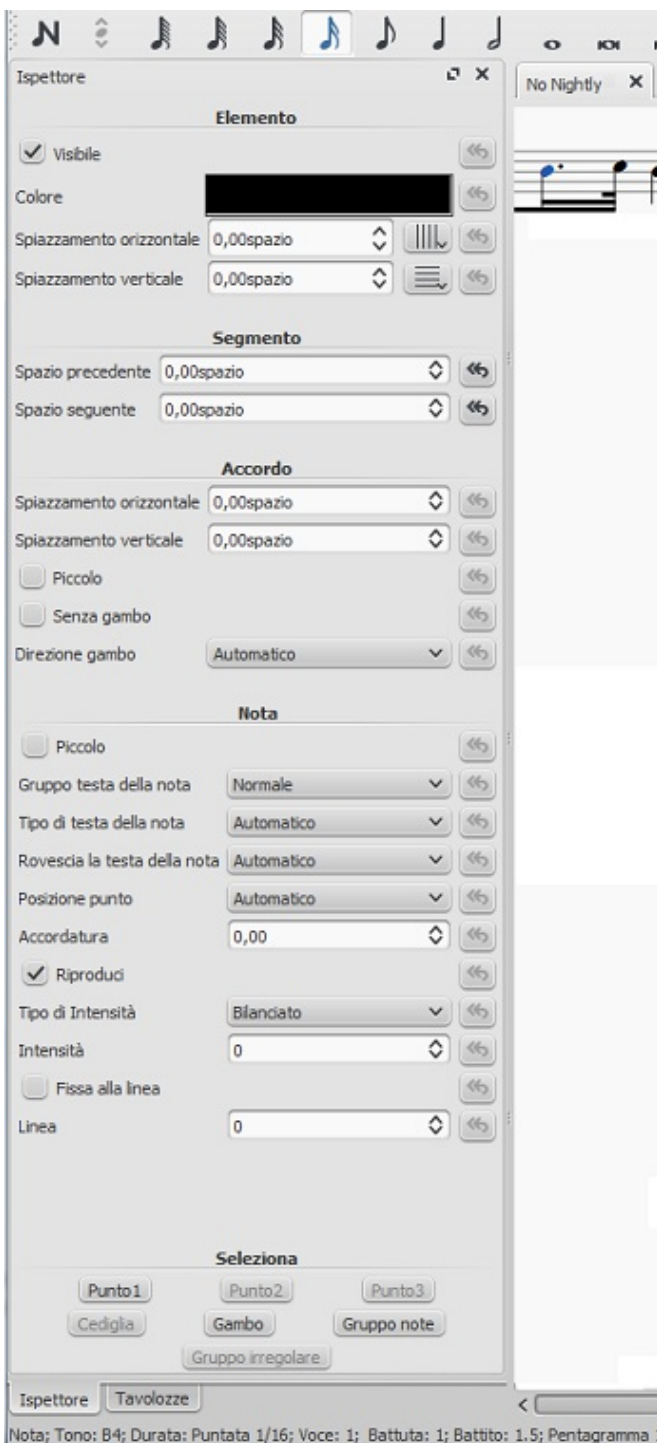 N
Ispettore
No Nightly
Elemento
Visibile
Colore
Spiazzamento orizzontale 0,00spazio
Spiazzamento verticale 0,00spazio
Segmento
Spazio precedente 0,00spazio
Spazio seguente 0,00spazio
Accordo
Spiazzamento orizzontale 0,00spazio
Spiazzamento verticale 0,00spazio
Piccolo
Senza gambo
Direzione gambo Automatico
Nota
Piccolo
Gruppo testa della nota Normale
Tipo di testa della nota Automatico
Rovescia la testa della nota Automatico
Posizione punto Automatico
Accordatura 0,00
Riproduci
Tipo di Intensità Bilanciato
Intensità 0
Fissa alla linea
Linea 0
Seleziona
Punto1 Punto2 Punto3
Cediglia Gambo Gruppo note
Gruppo irregolare
Ispettore Tavolozze
Nota; Tono: B4; Durata: Puntata 1/16; Voce: 1; Battuta: 1; Battito: 1.5; Pentagramma